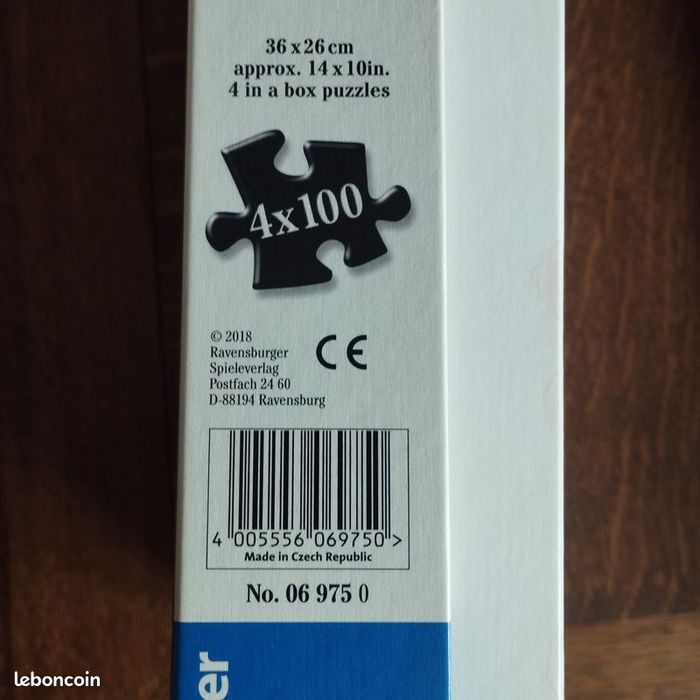 36 x 26 cm
approx. 14 x 10in.
4 in a box puzzles
4x100
© 2018
Ravensburger
Spieleverlag
Postfach 24 60
D-88194 Ravensburg
CE
4 005556 069750 >
Made in Czech Republic
No. 06 975 0
er
leboncoin